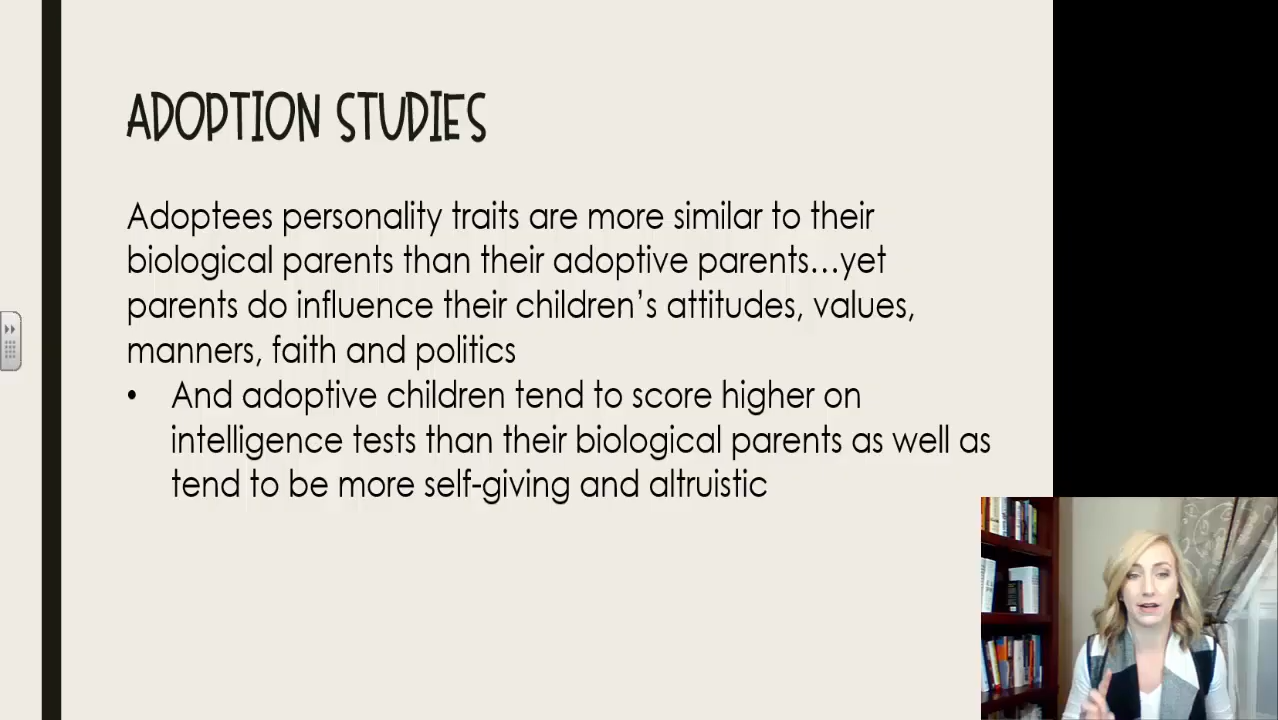 ADOPTION STUDIES
Adoptees personality traits are more similar to their
biological parents than their adoptive parents…yet
parents do influence their children’s attitudes, values,
manners, faith and politics
• And adoptive children tend to score higher on
intelligence tests than their biological parents as well as
tend to be more self-giving and altruistic